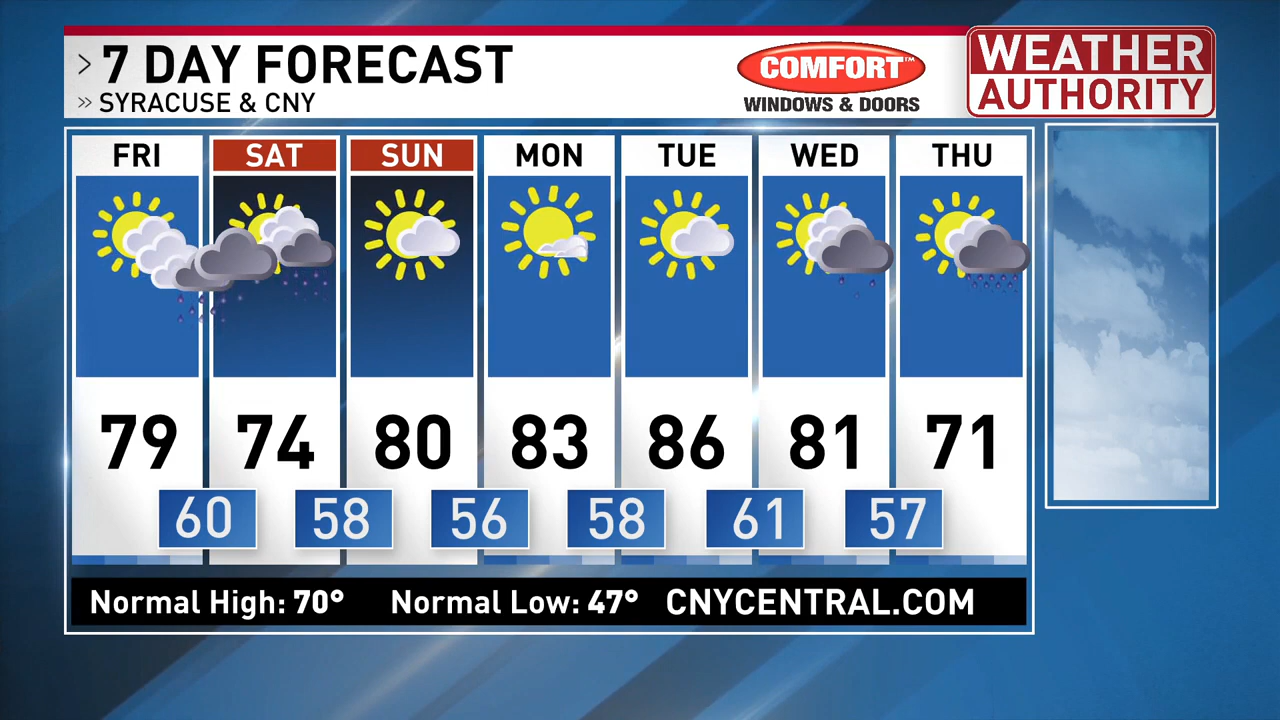 > 7 DAY FORECAST
» SYRACUSE & CNY
COMFORT™
WINDOWS & DOORS
WEATHER
AUTHORITY
FRI SAT SUN MON TUE WED THU
79 74 80 83 86 81 71
60 58 56 58 61 57
Normal High: 70° Normal Low: 47° CNYCENTRAL.COM